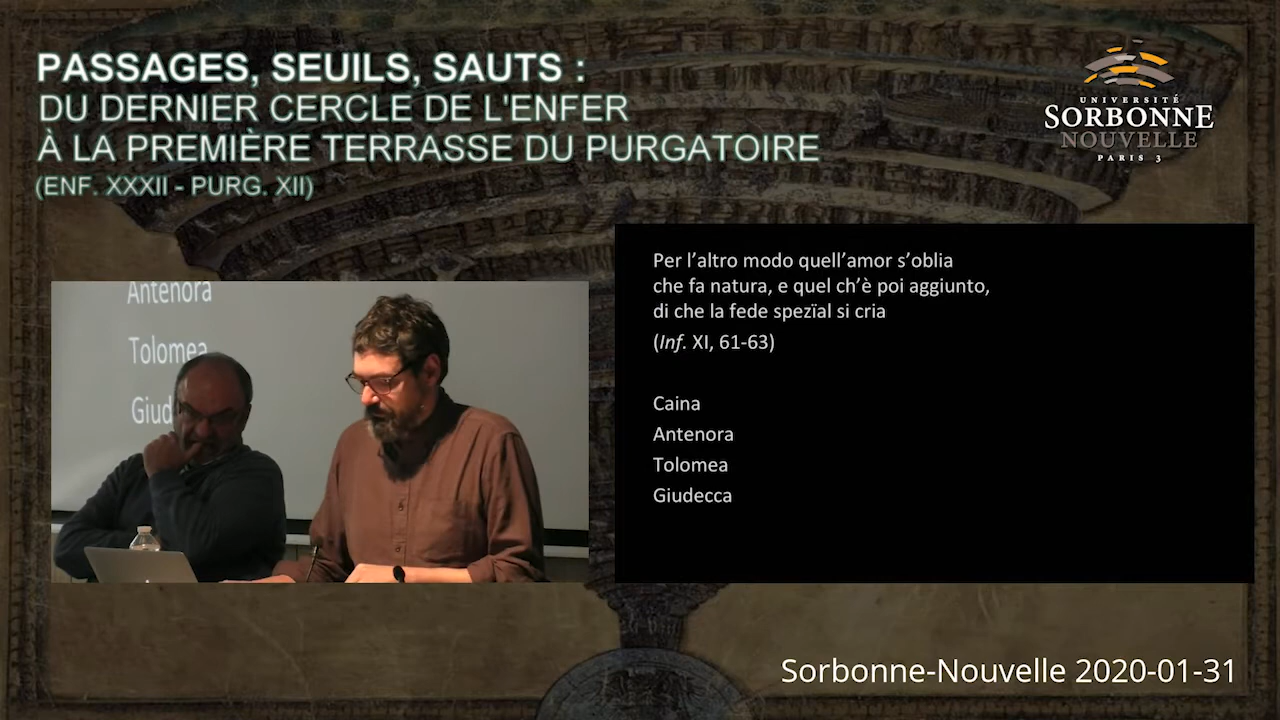 PASSAGES, SEUILS, SAUTS :
DU DERNIER CERCLE DE L'ENFER
À LA PREMIÈRE TERRASSE DU PURGATOIRE
(ENF. XXXII - PURG. XII)
UNIVERSITÉ
SORBONNE
NOUVELLE
PARIS 3
Antenora
Tolomea
Giud
Per l’altro modo quell’amor s’oblia
che fa natura, e quel ch’è poi aggiunto,
di che la fede spezïal si cria
(Inf. XI, 61-63)
Caina
Antenora
Tolomea
Giudecca
Sorbonne-Nouvelle 2020-01-31